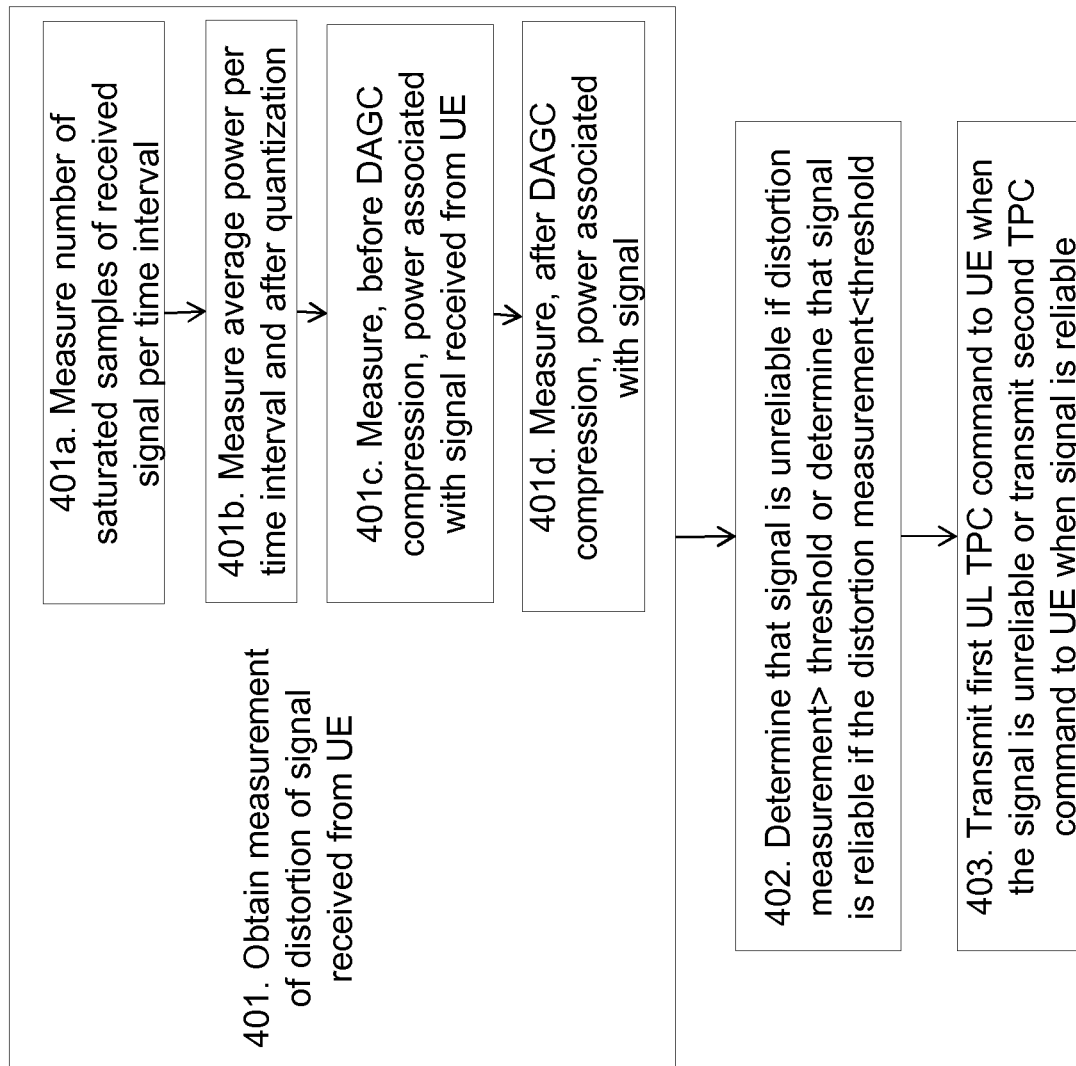 401. Obtain measurement
of distortion of signal
received from UE
401a. Measure number of
saturated samples of received
signal per time interval
401b. Measure average power per
time interval and after quantization
401c. Measure, before DAGC
compression, power associated
with signal received from UE
401d. Measure, after DAGC
compression, power associated
with signal
402. Determine that signal is unreliable if distortion
measurement> threshold or determine that signal
is reliable if the distortion measurement<threshold
403. Transmit first UL TPC command to UE when
the signal is unreliable or transmit second TPC
command to UE when signal is reliable